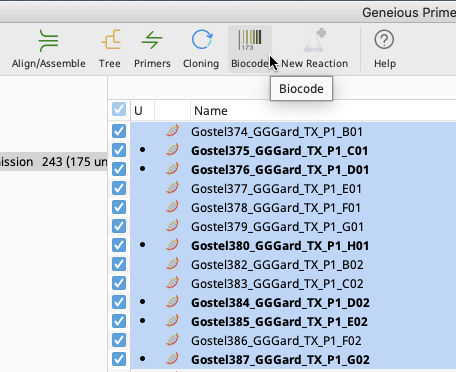 Geneious Prime
173
Align/Assemble Tree Primers Cloning Biocode New Reaction Help
Biocode
U Name
Gostel374_GGGard_TX_P1_B01
Gostel375_GGGard_TX_P1_C01
ission 243 (175 un
Gostel376_GGGard_TX_P1_D01
Gostel377_GGGard_TX_P1_E01
Gostel378_GGGard_TX_P1_F01
Gostel379_GGGard_TX_P1_G01
Gostel380_GGGard_TX_P1_H01
Gostel382_GGGard_TX_P1_B02
Gostel383_GGGard_TX_P1_C02
Gostel384_GGGard_TX_P1_D02
Gostel385_GGGard_TX_P1_E02
Gostel386_GGGard_TX_P1_F02
Gostel387_GGGard_TX_P1_G02